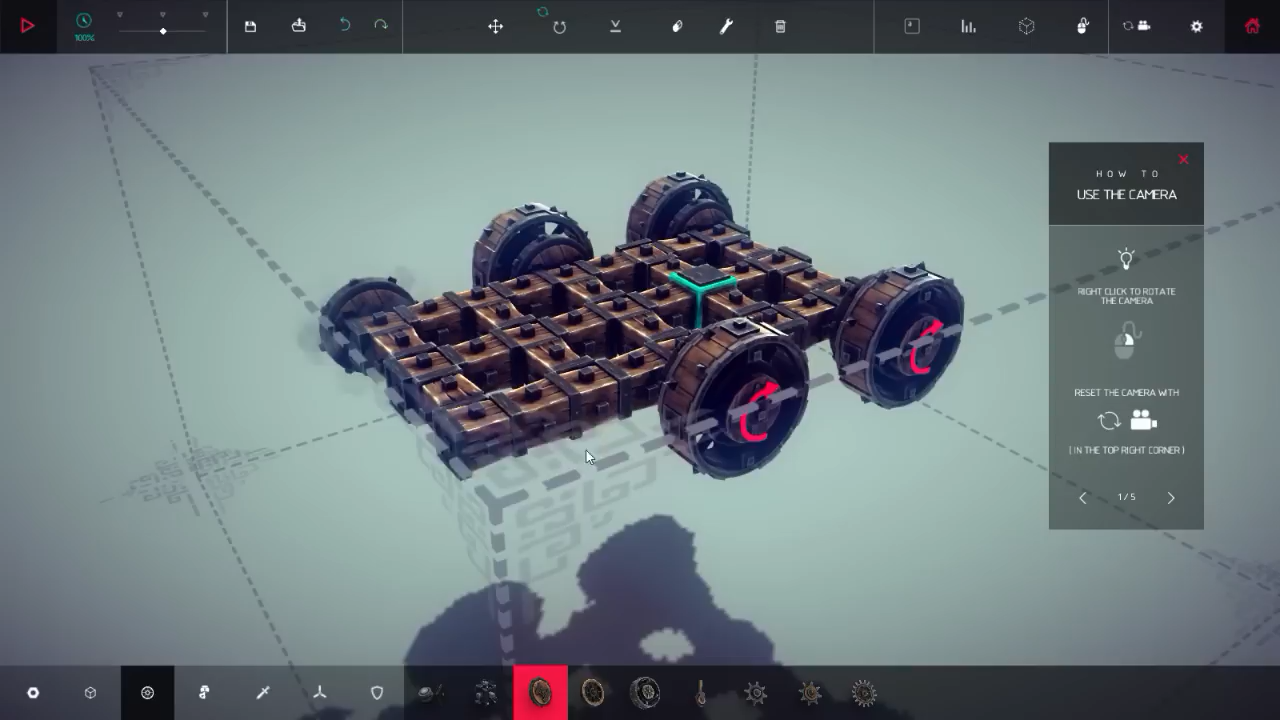 100%
HOW TO
USE THE CAMERA
RIGHT CLICK TO ROTATE
THE CAMERA
RESET THE CAMERA WITH
( IN THE TOP RIGHT CORNER )
1/5